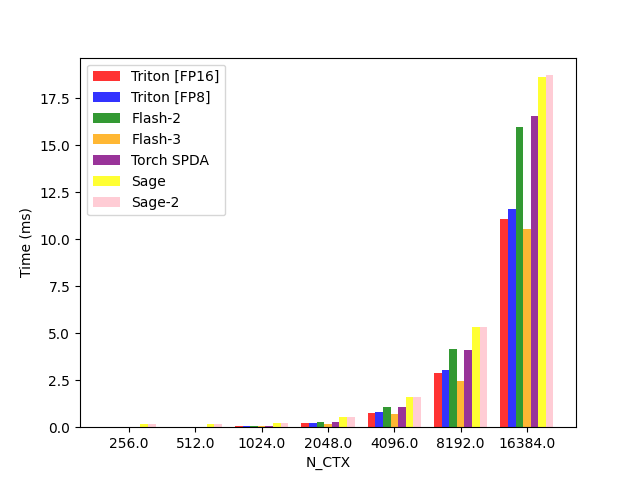 Triton [FP16]
Triton [FP8]
Flash-2
Flash-3
Torch SPDA
Sage
Sage-2
Time (ms)
17.5
15.0
12.5
10.0
7.5
5.0
2.5
0.0
256.0 512.0 1024.0 2048.0 4096.0 8192.0 16384.0
N_CTX